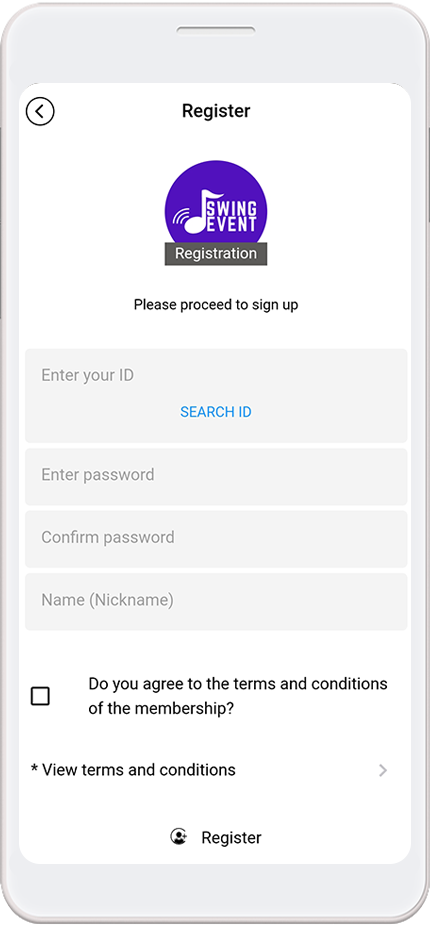 Register
SWING
EVENT
Registration
Please proceed to sign up
Enter your ID
SEARCH ID
Enter password
Confirm password
Name (Nickname)
Do you agree to the terms and conditions
of the membership?
* View terms and conditions
Register